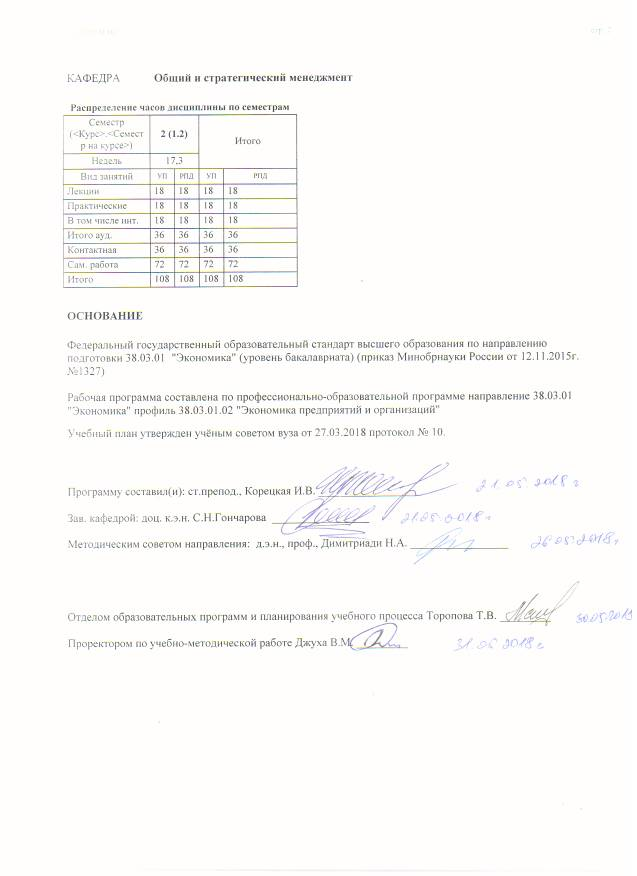 КАФЕДРА Общий и стратегический менеджмент
Распределение часов дисциплины по семестрам
Семестр
(<Курс>.<Семест
р на курсе>)
2 (1.2)
Итого
Недель 17,3
Вид занятий УП РПД УП РПД
Лекции 18 18 18 18
Практические 18 18 18 18
В том числе инт. 18 18 18 18
Итого ауд. 36 36 36 36
Контактная 36 36 36 36
Сам. работа 72 72 72 72
Итого 108 108 108 108
ОСНОВАНИЕ
Федеральный государственный образовательный стандарт высшего образования по направлению
подготовки 38.03.01 "Экономика" (уровень бакалавриата) (приказ Минобрнауки России от 12.11.2015г.
№1327)
Рабочая программа составлена по профессионально-образовательной программе направление 38.03.01
"Экономика" профиль 38.03.01.02 "Экономика предприятий и организаций"
Учебный план утвержден учёным советом вуза от 27.03.2018 протокол № 10.
Программу составил(и): ст.препод., Корецкая И.В. 21.05 2018 г
Зав. кафедрой: доц. к.э.н. С.Н.Гончарова 21.05 2018 г
Методическим советом направления: д.э.н., проф., Димитриади Н.А. 26 05 2018 г,
Отделом образовательных программ и планирования учебного процесса Торопова Т.В. 30.05.2018
Проректором по учебно-методической работе Джуха В.М. 31.05 2018 г.